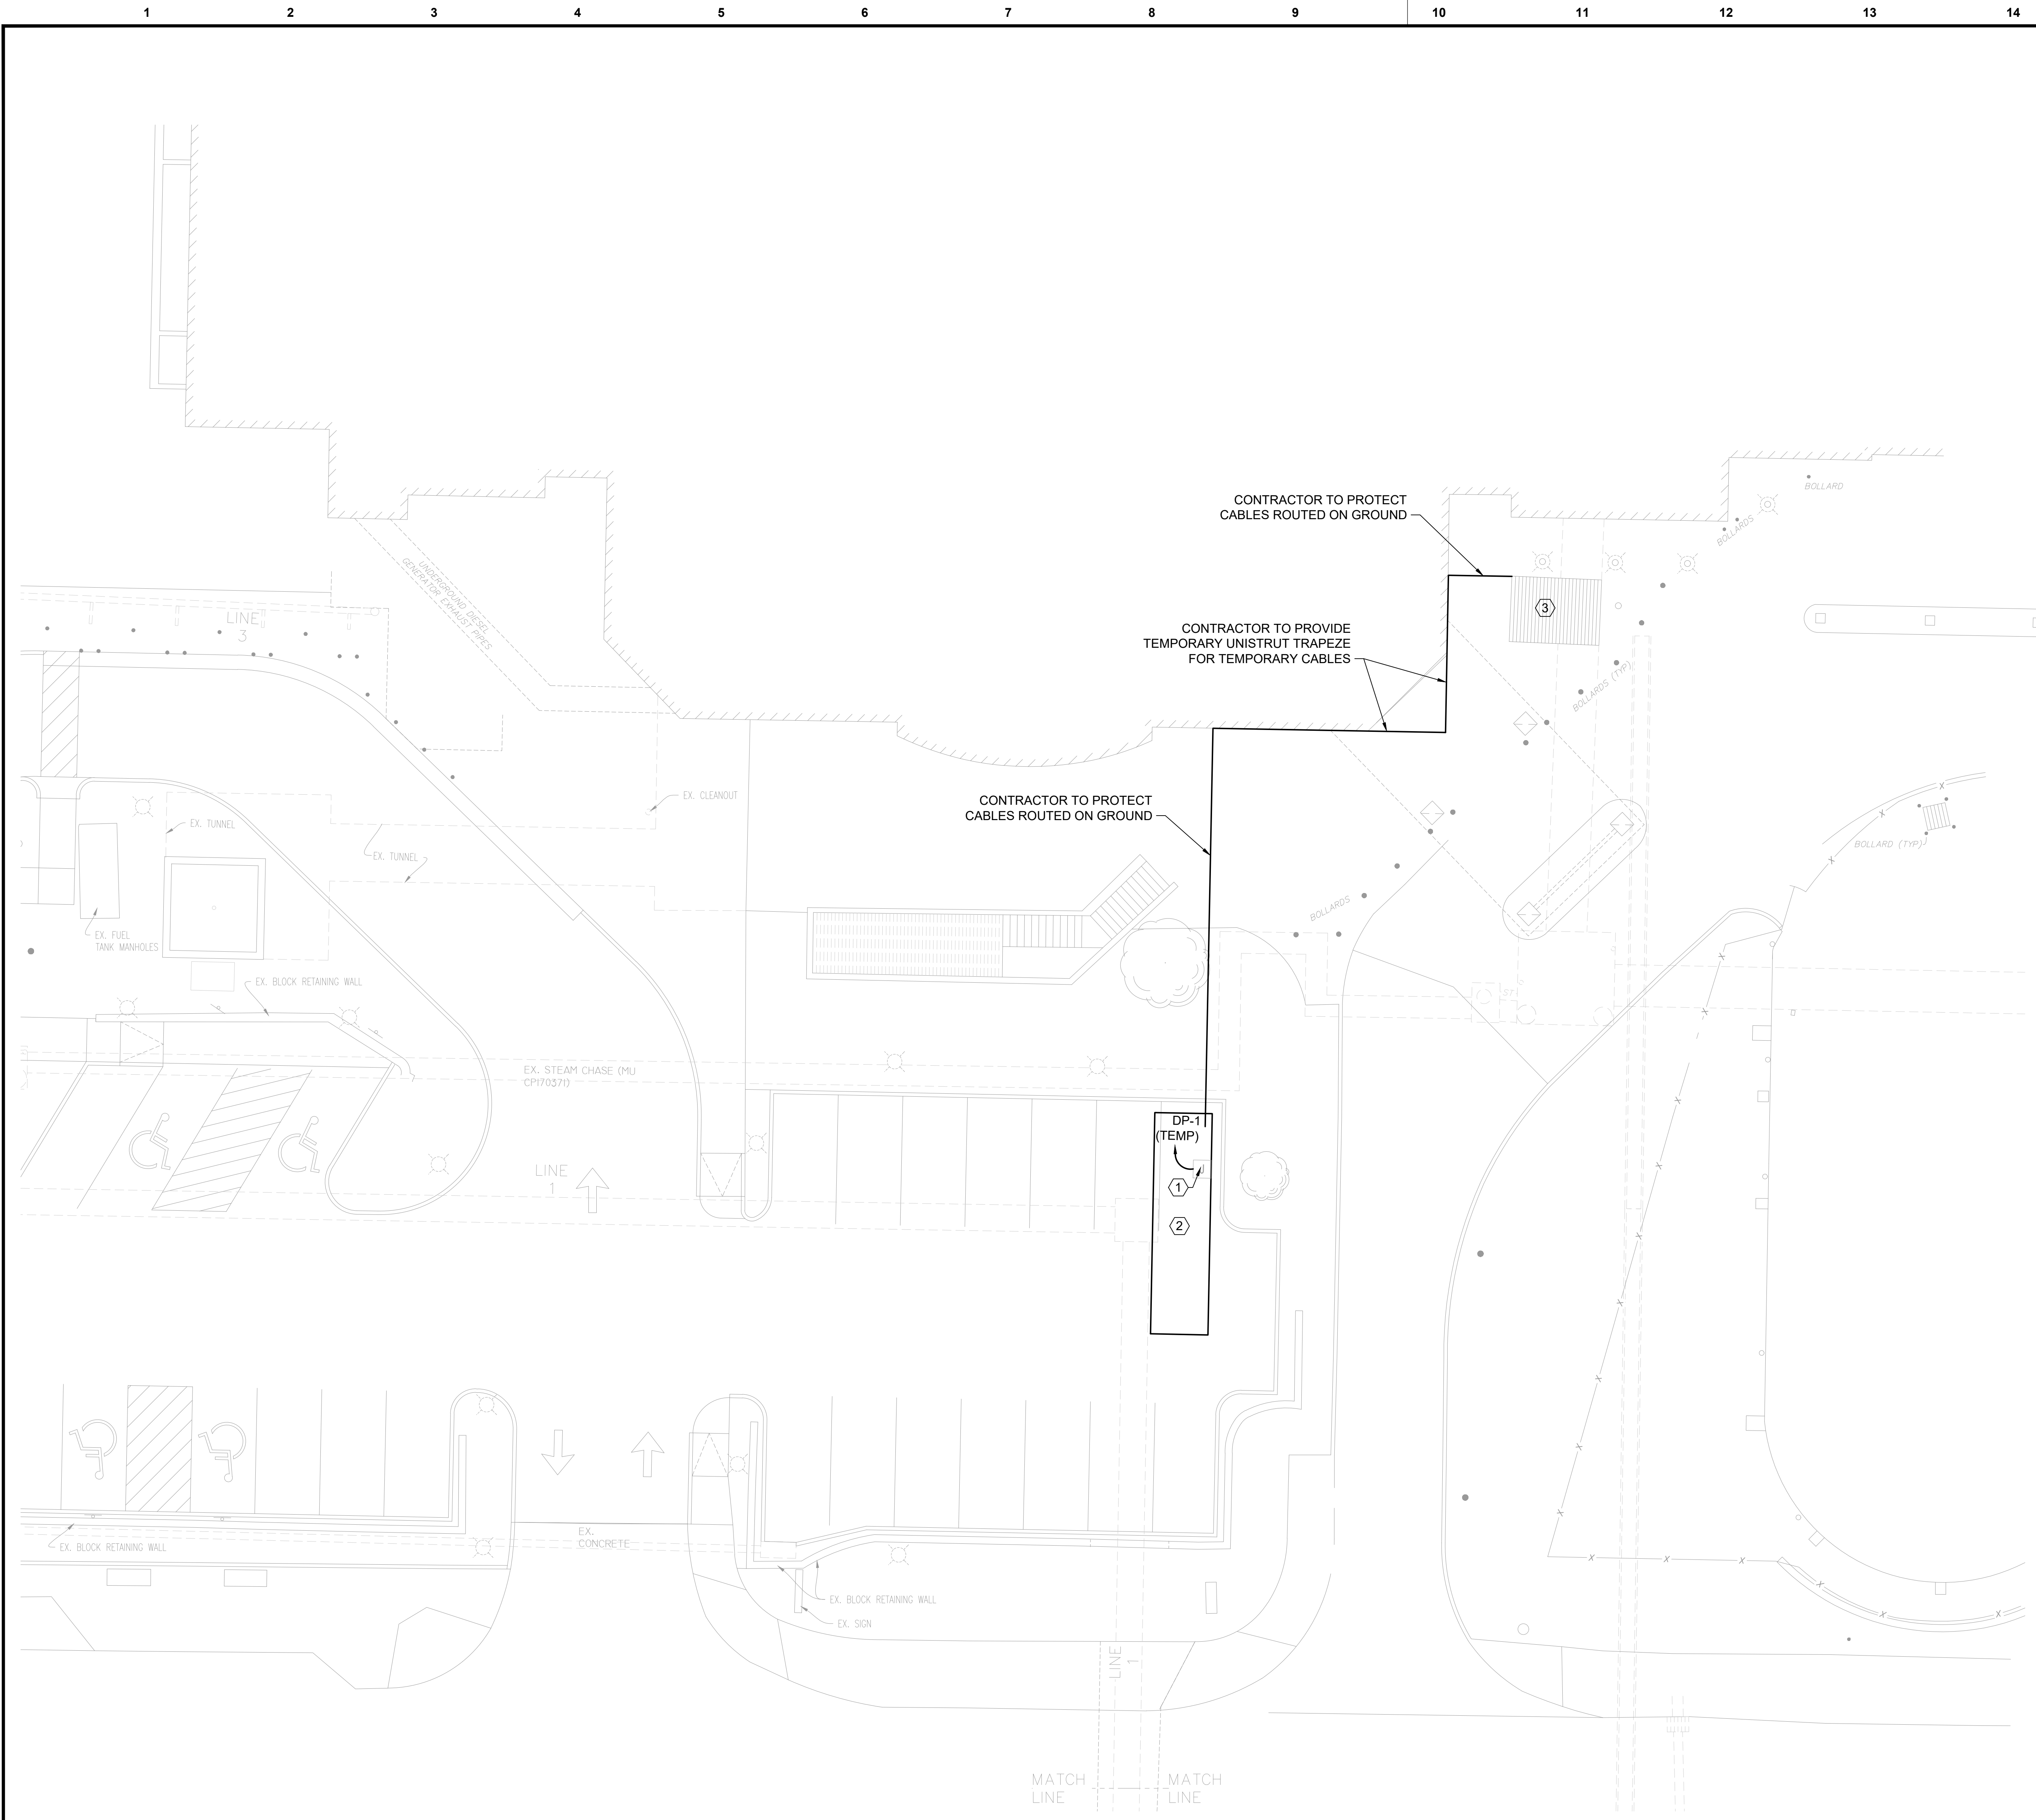 1 2 3 4 5 6 7 8 9 10 11 12 13 14
BOLLARD
BOLLARDS
CONTRACTOR TO PROTECT
CABLES ROUTED ON GROUND
UNDERGROUND DIESEL
GENERATOR EXHAUST PIPES
3
LINE
3
CONTRACTOR TO PROVIDE
TEMPORARY UNISTRUT TRAPEZE
FOR TEMPORARY CABLES
BOLLARDS (TYP)
EX. CLEANOUT
CONTRACTOR TO PROTECT
CABLES ROUTED ON GROUND
EX. TUNNEL
EX. TUNNEL
BOLLARD (TYP)
BOLLARDS
EX. FUEL
TANK MANHOLES
EX. BLOCK RETAINING WALL
ST
EX. STEAM CHASE (MU
CP170371)
DP-1
(TEMP)
J
1
LINE
1
2
EX. BLOCK RETAINING WALL
EX.
CONCRETE
EX. BLOCK RETAINING WALL
EX. SIGN
LINE
1
MATCH
LINE
MATCH
LINE